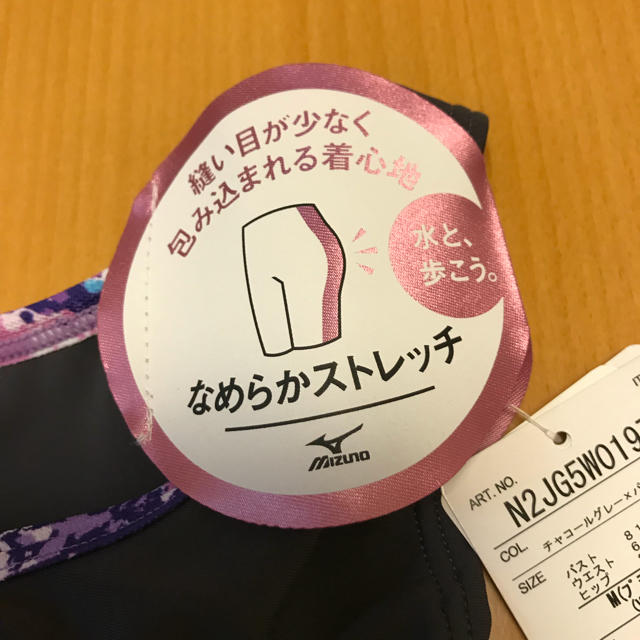 縫い目が少なく
包み込まれる着心地
水と、
歩こう。
なめらかストレッチ
MIZUNO
ART. NO.
N2JG5W019
COL. チャコールグレー×
SIZE
バスト 8
ウエスト 6
ヒップ
M(